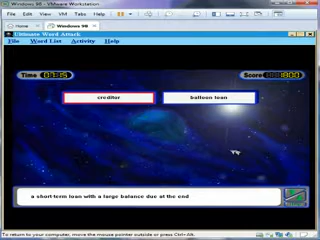 Windows 98 - VMware Workstation
File Edit View VM Tabs Help
Home Windows 98
Ultimate Word Attack
File Word List Activity Help
Time Score
creditor balloon loan
a short-term loan with a large balance due at the end
To return to your computer, move the mouse pointer outside or press Ctrl+Alt.